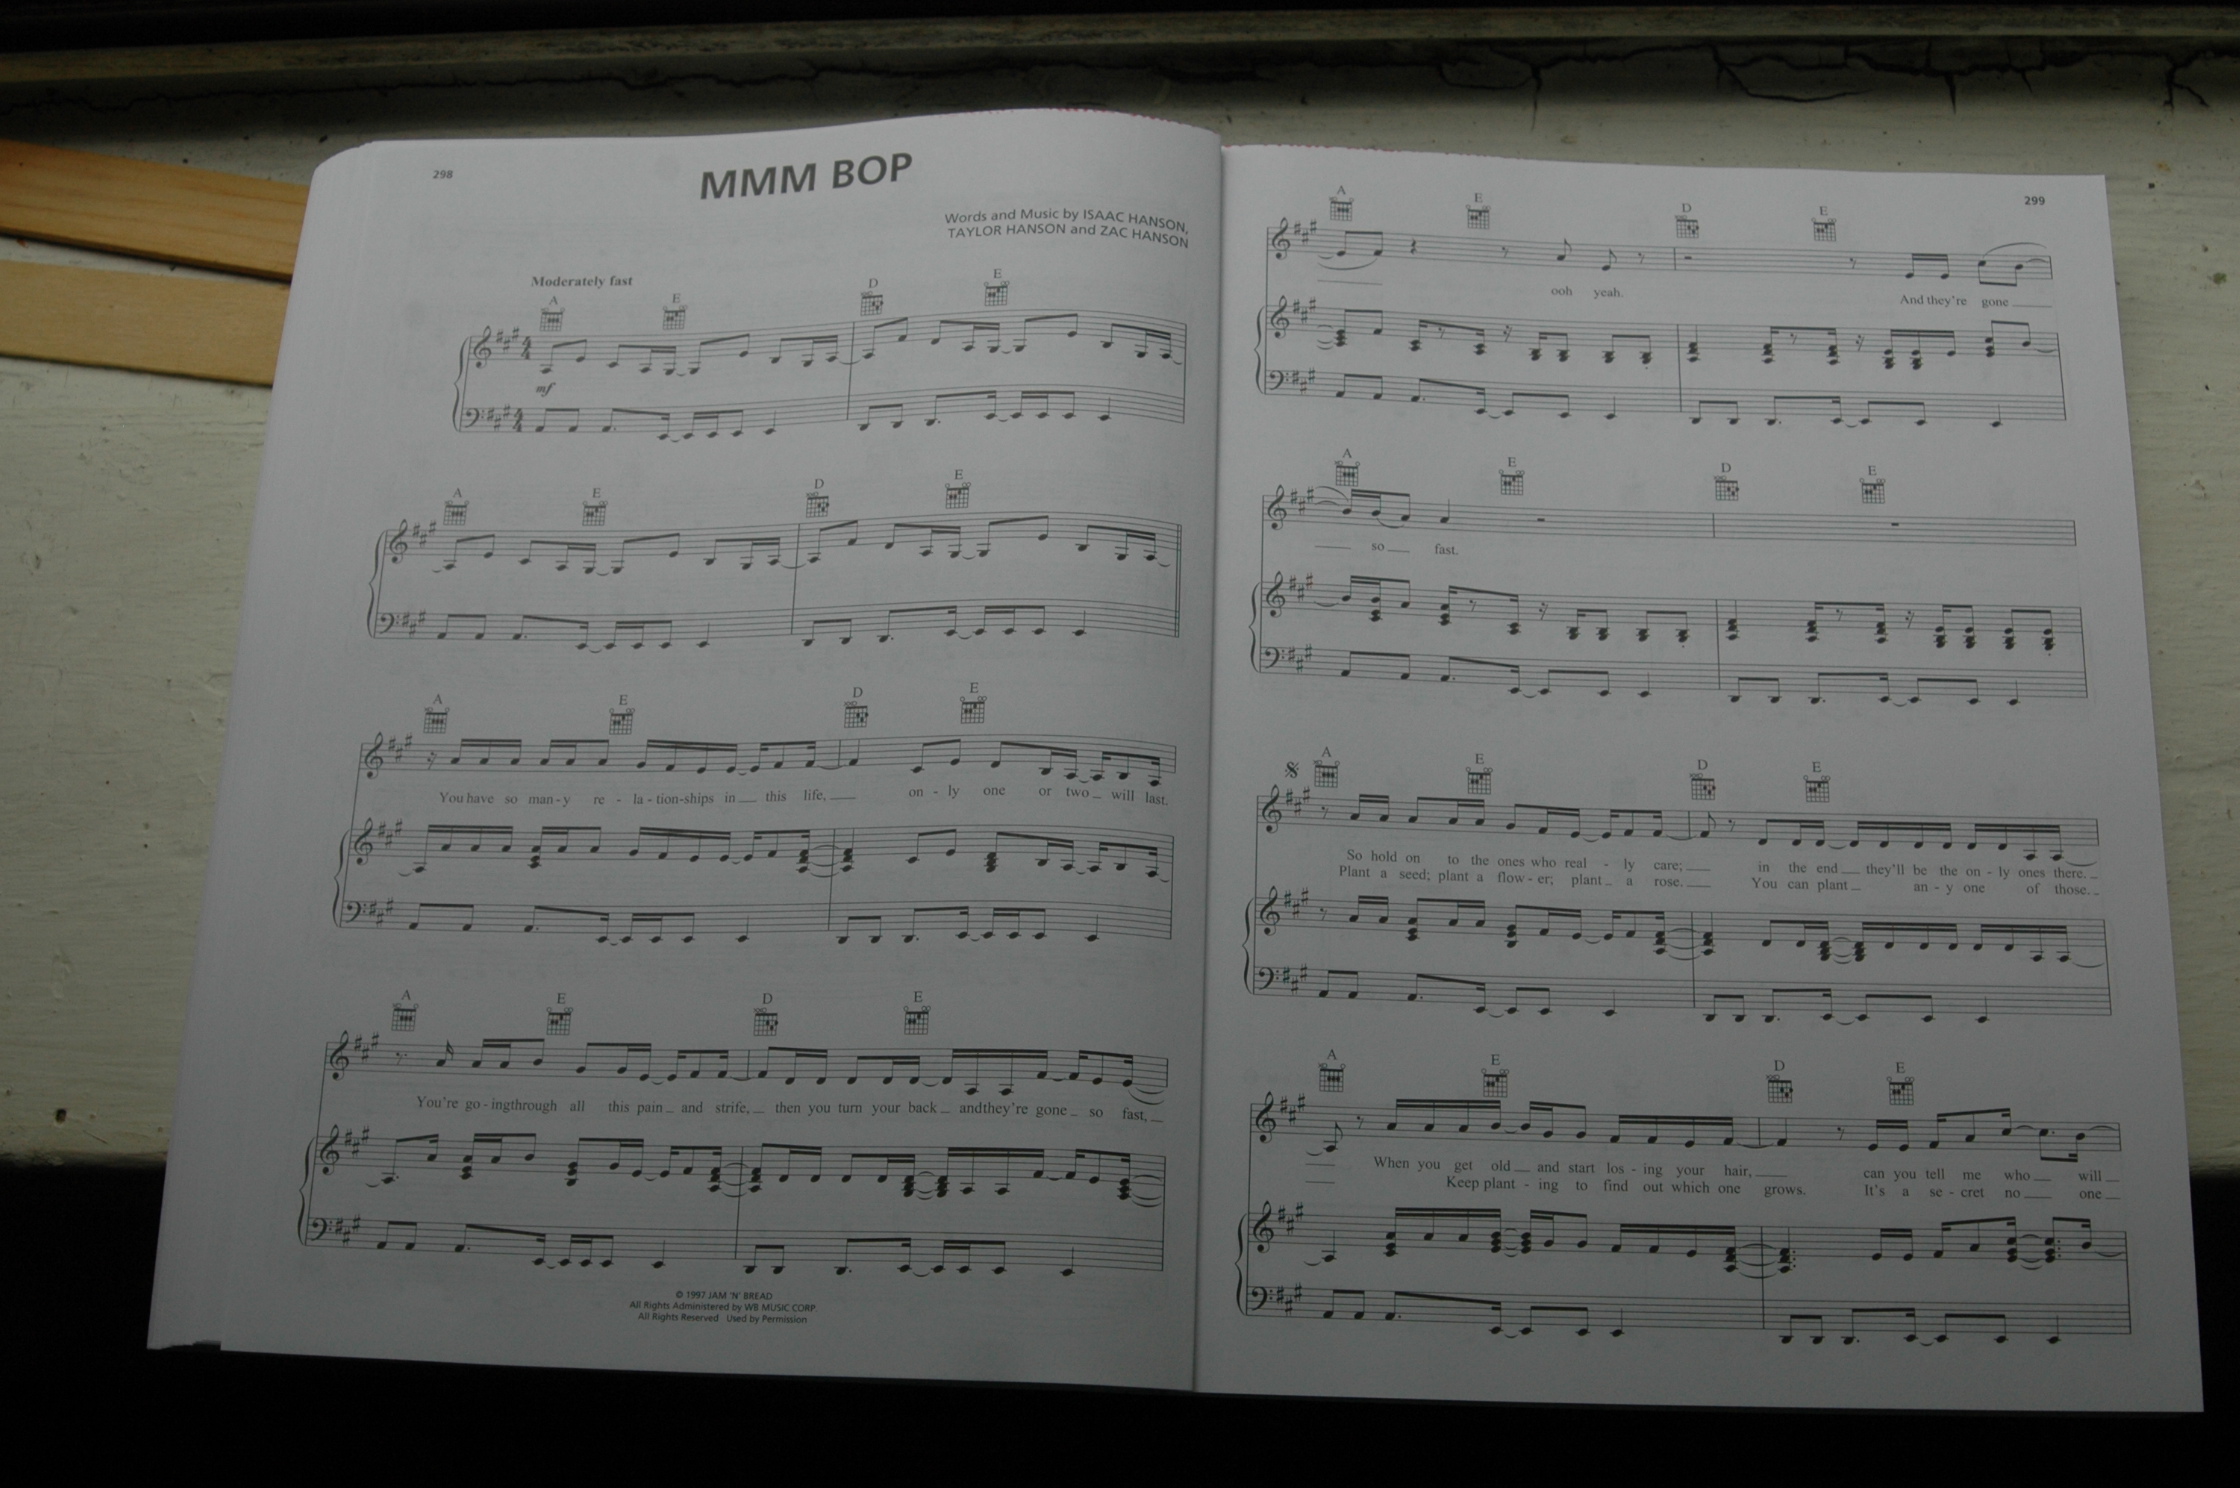 298
MMM BOP
Words and Music by ISAAC HANSON,
TAYLOR HANSON and ZAC HANSON
Moderately fast
A E D E
mf
A E D E
A E D E
You have so man - y re - la - tion-ships in this life, on - ly one or two will last.
A E D E
You're go - ingthrough all this pain and strife, then you turn your back andthey're gone so fast,
© 1997 JAM 'N' BREAD
All Rights Administered by WB MUSIC CORP.
All Rights Reserved Used by Permission
299
A E D E
ooh yeah. And they're gone
A E D E
so fast.
A E D E
So hold on to the ones who real - ly care; in the end they'll be the on - ly ones there.
Plant a seed; plant a flow - er; plant a rose. You can plant an - y one of those.
A E D E
When you get old and start los - ing your hair, can you tell me who will
Keep plant - ing to find out which one grows. It's a se - cret no one